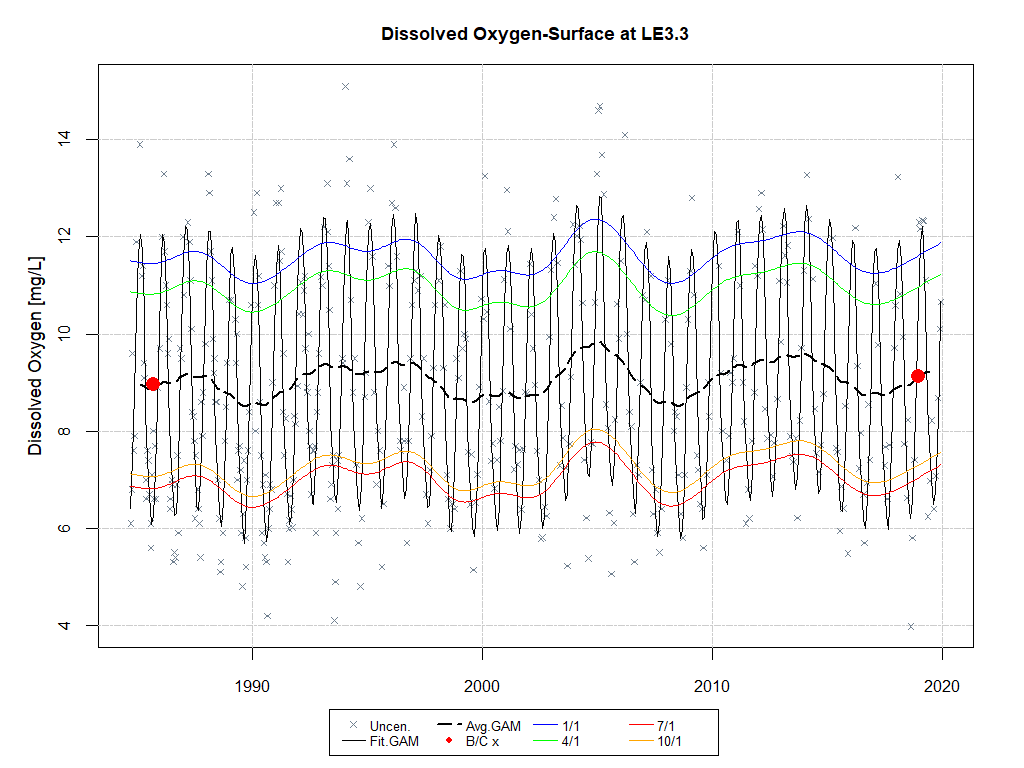 Dissolved Oxygen-Surface at LE3.3
Dissolved Oxygen [mg/L]
14
12
10
8
6
4
1990 2000 2010 2020
Uncen. Avg.GAM 1/1 7/1
Fit.GAM B/C x 4/1 10/1